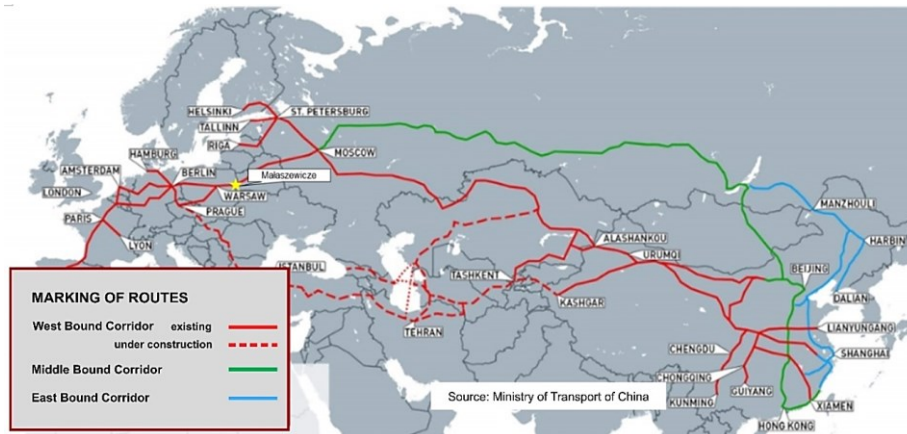 HELSINKI
ST. PETERSBURG
TALLINN
RIGA
MOSCOW
HAMBURG
AMSTERDAM
BERLIN
Małaszewicze
LONDON
WARSAW
PRAGUE
PARIS
LYON
ISTANBUL
TASHKENT
TEHRAN
KASHGAR
ALASHANKOU
URUMQI
MANZHOULI
HARBIN
BEIJING
DALIAN
LIANYUNGANG
CHENGDU
SHANGHAI
CHONGQING
GUIYANG
KUNMING
XIAMEN
HONG KONG
MARKING OF ROUTES
West Bound Corridor existing
under construction
Middle Bound Corridor
East Bound Corridor
Source: Ministry of Transport of China